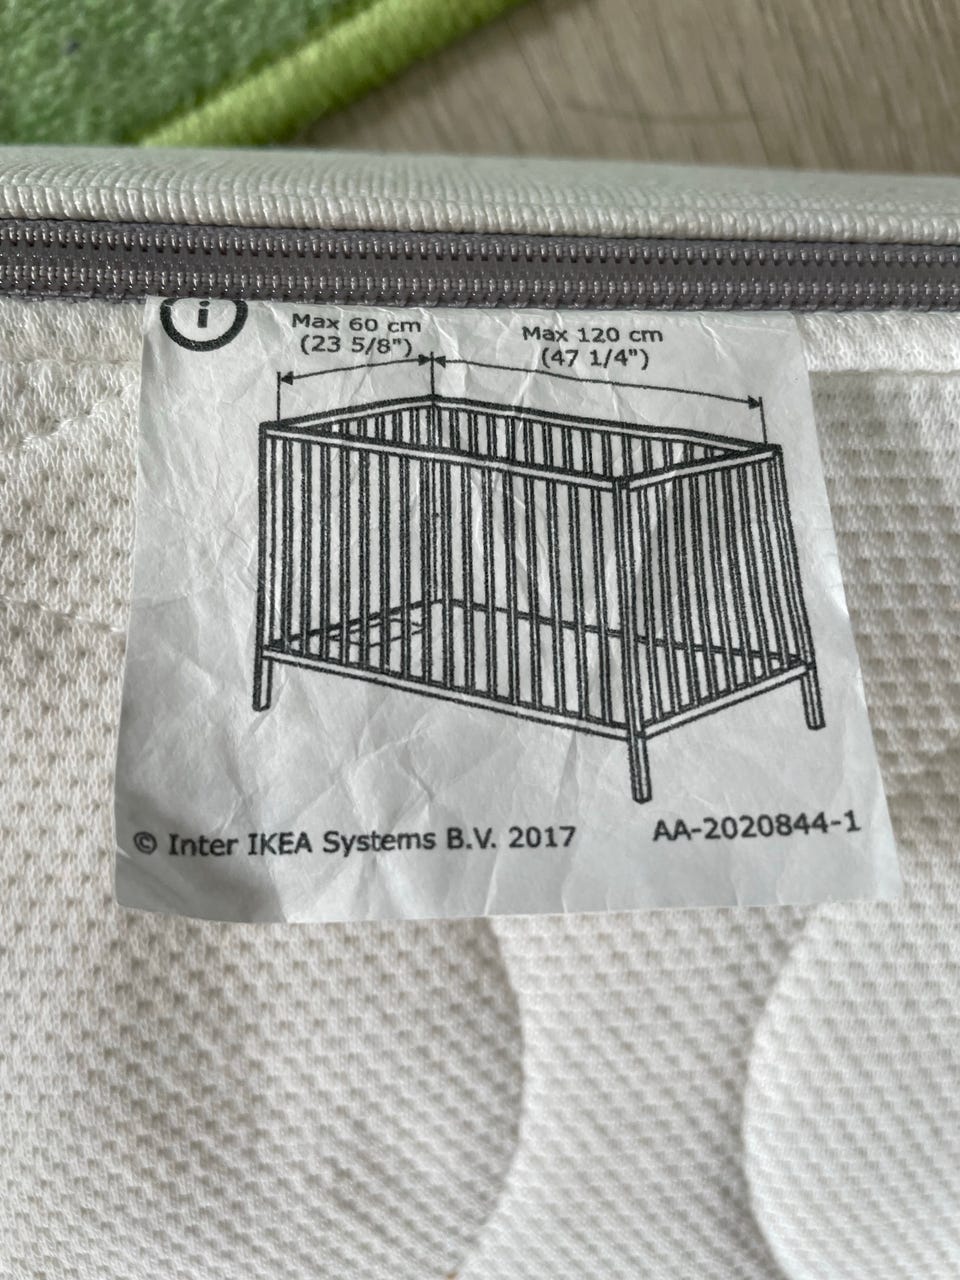 i
Max 60 cm
(23 5/8")
Max 120 cm
(47 1/4")
© Inter IKEA Systems B.V. 2017
AA-2020844-1